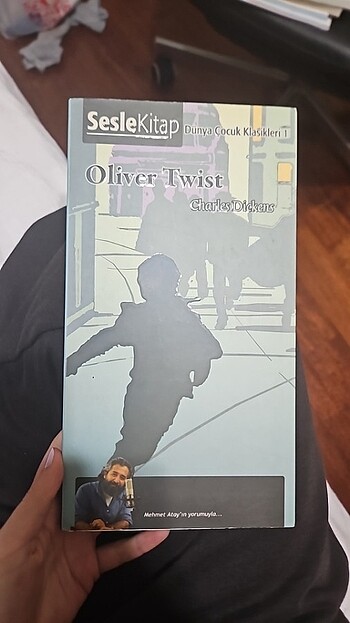 SesleKitap Dünya Çocuk Klasikleri 1
Oliver Twist
Charles Dickens
Mehmet Atay'ın yorumuyla...